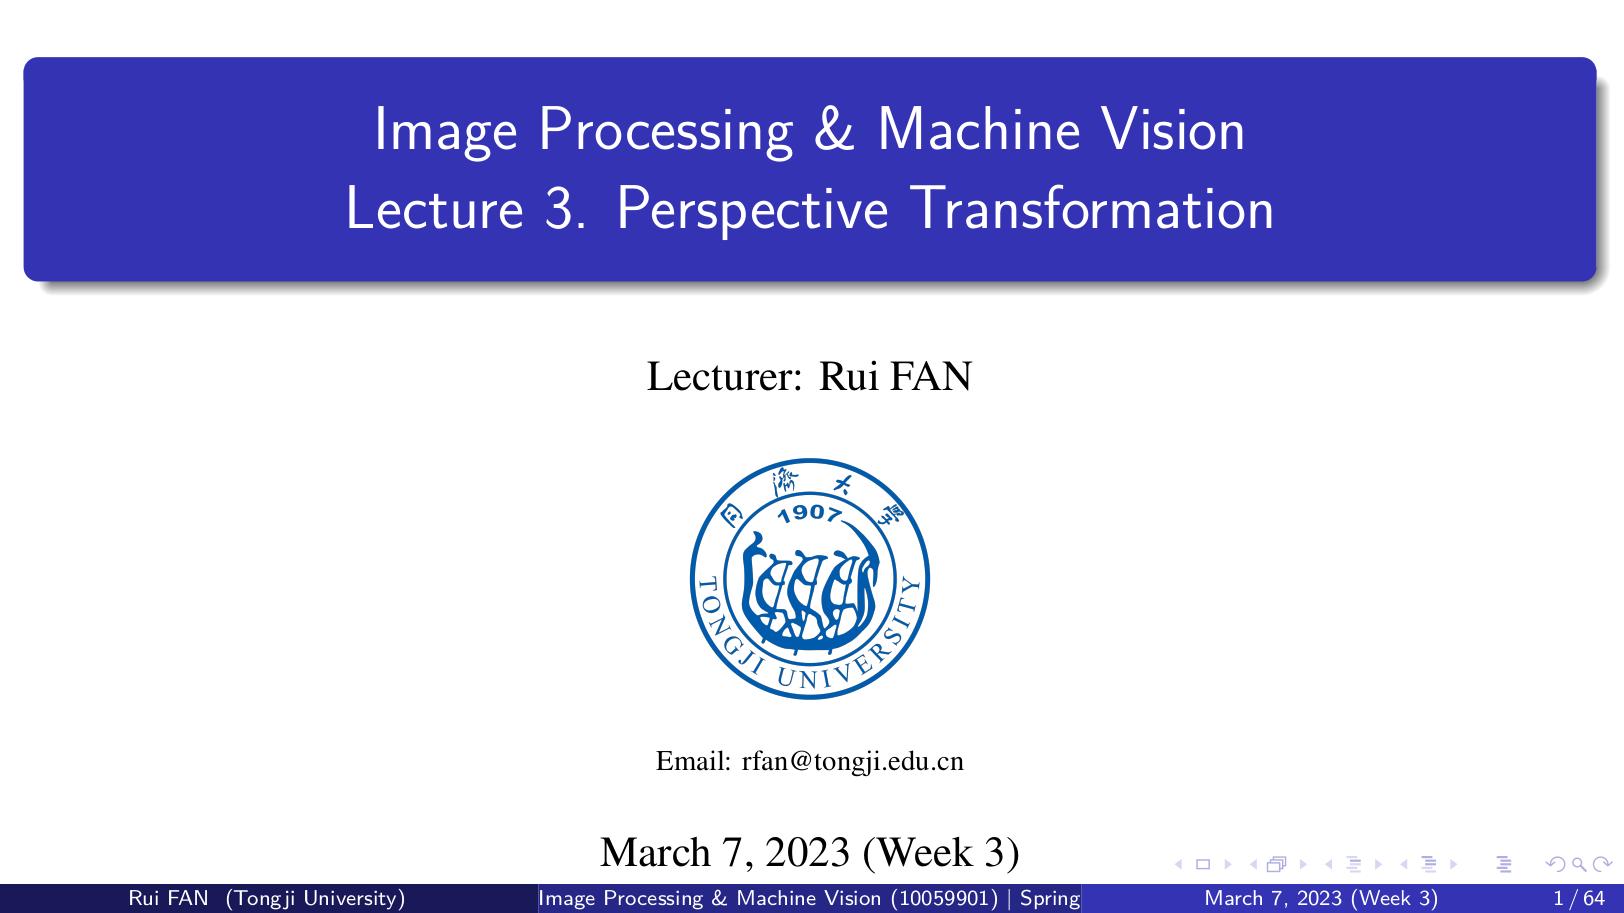 Image Processing & Machine Vision
Lecture 3. Perspective Transformation
Lecturer: Rui FAN
同濟大學
1907
TONGJI UNIVERSITY
Email: rfan@tongji.edu.cn
March 7, 2023 (Week 3)
Rui FAN (Tongji University)
Image Processing & Machine Vision (10059901) | Spring
March 7, 2023 (Week 3)
1 / 64